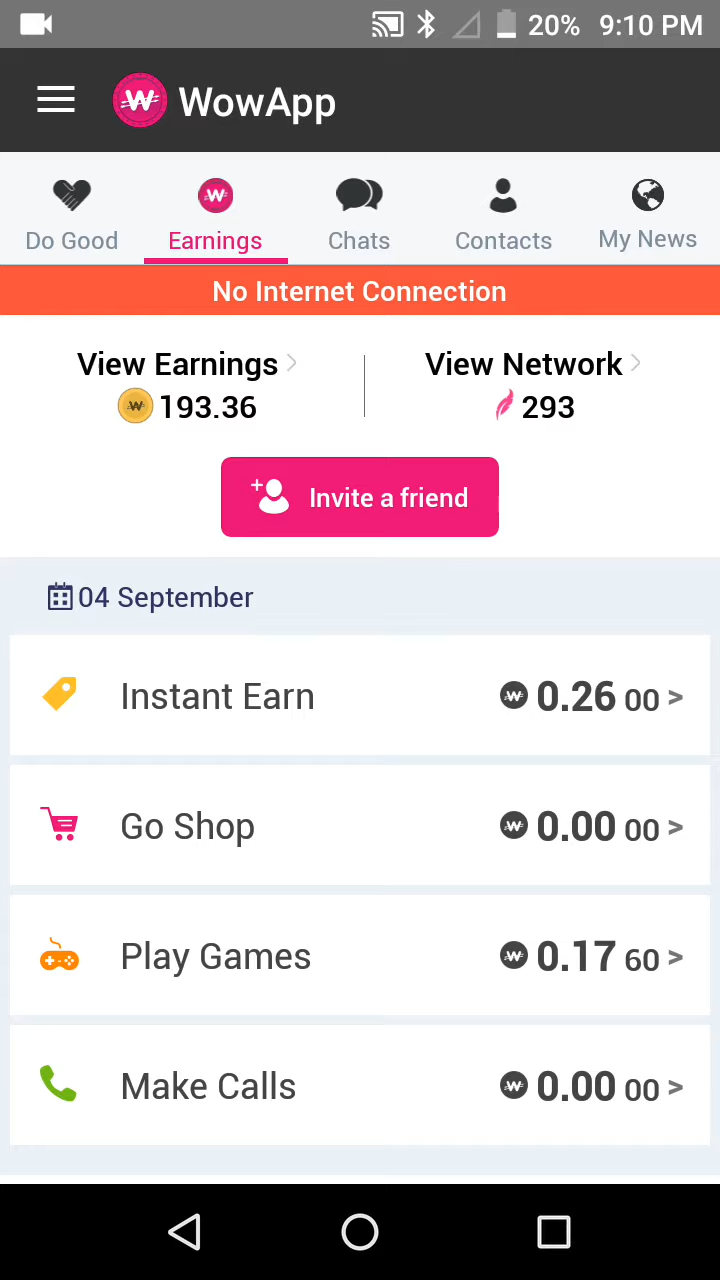 20% 9:10 PM
WowApp
Do Good Earnings Chats Contacts My News
No Internet Connection
View Earnings > View Network >
193.36 293
+ Invite a friend
04 September
Instant Earn 0.26 00 >
Go Shop 0.00 00 >
Play Games 0.17 60 >
Make Calls 0.00 00 >